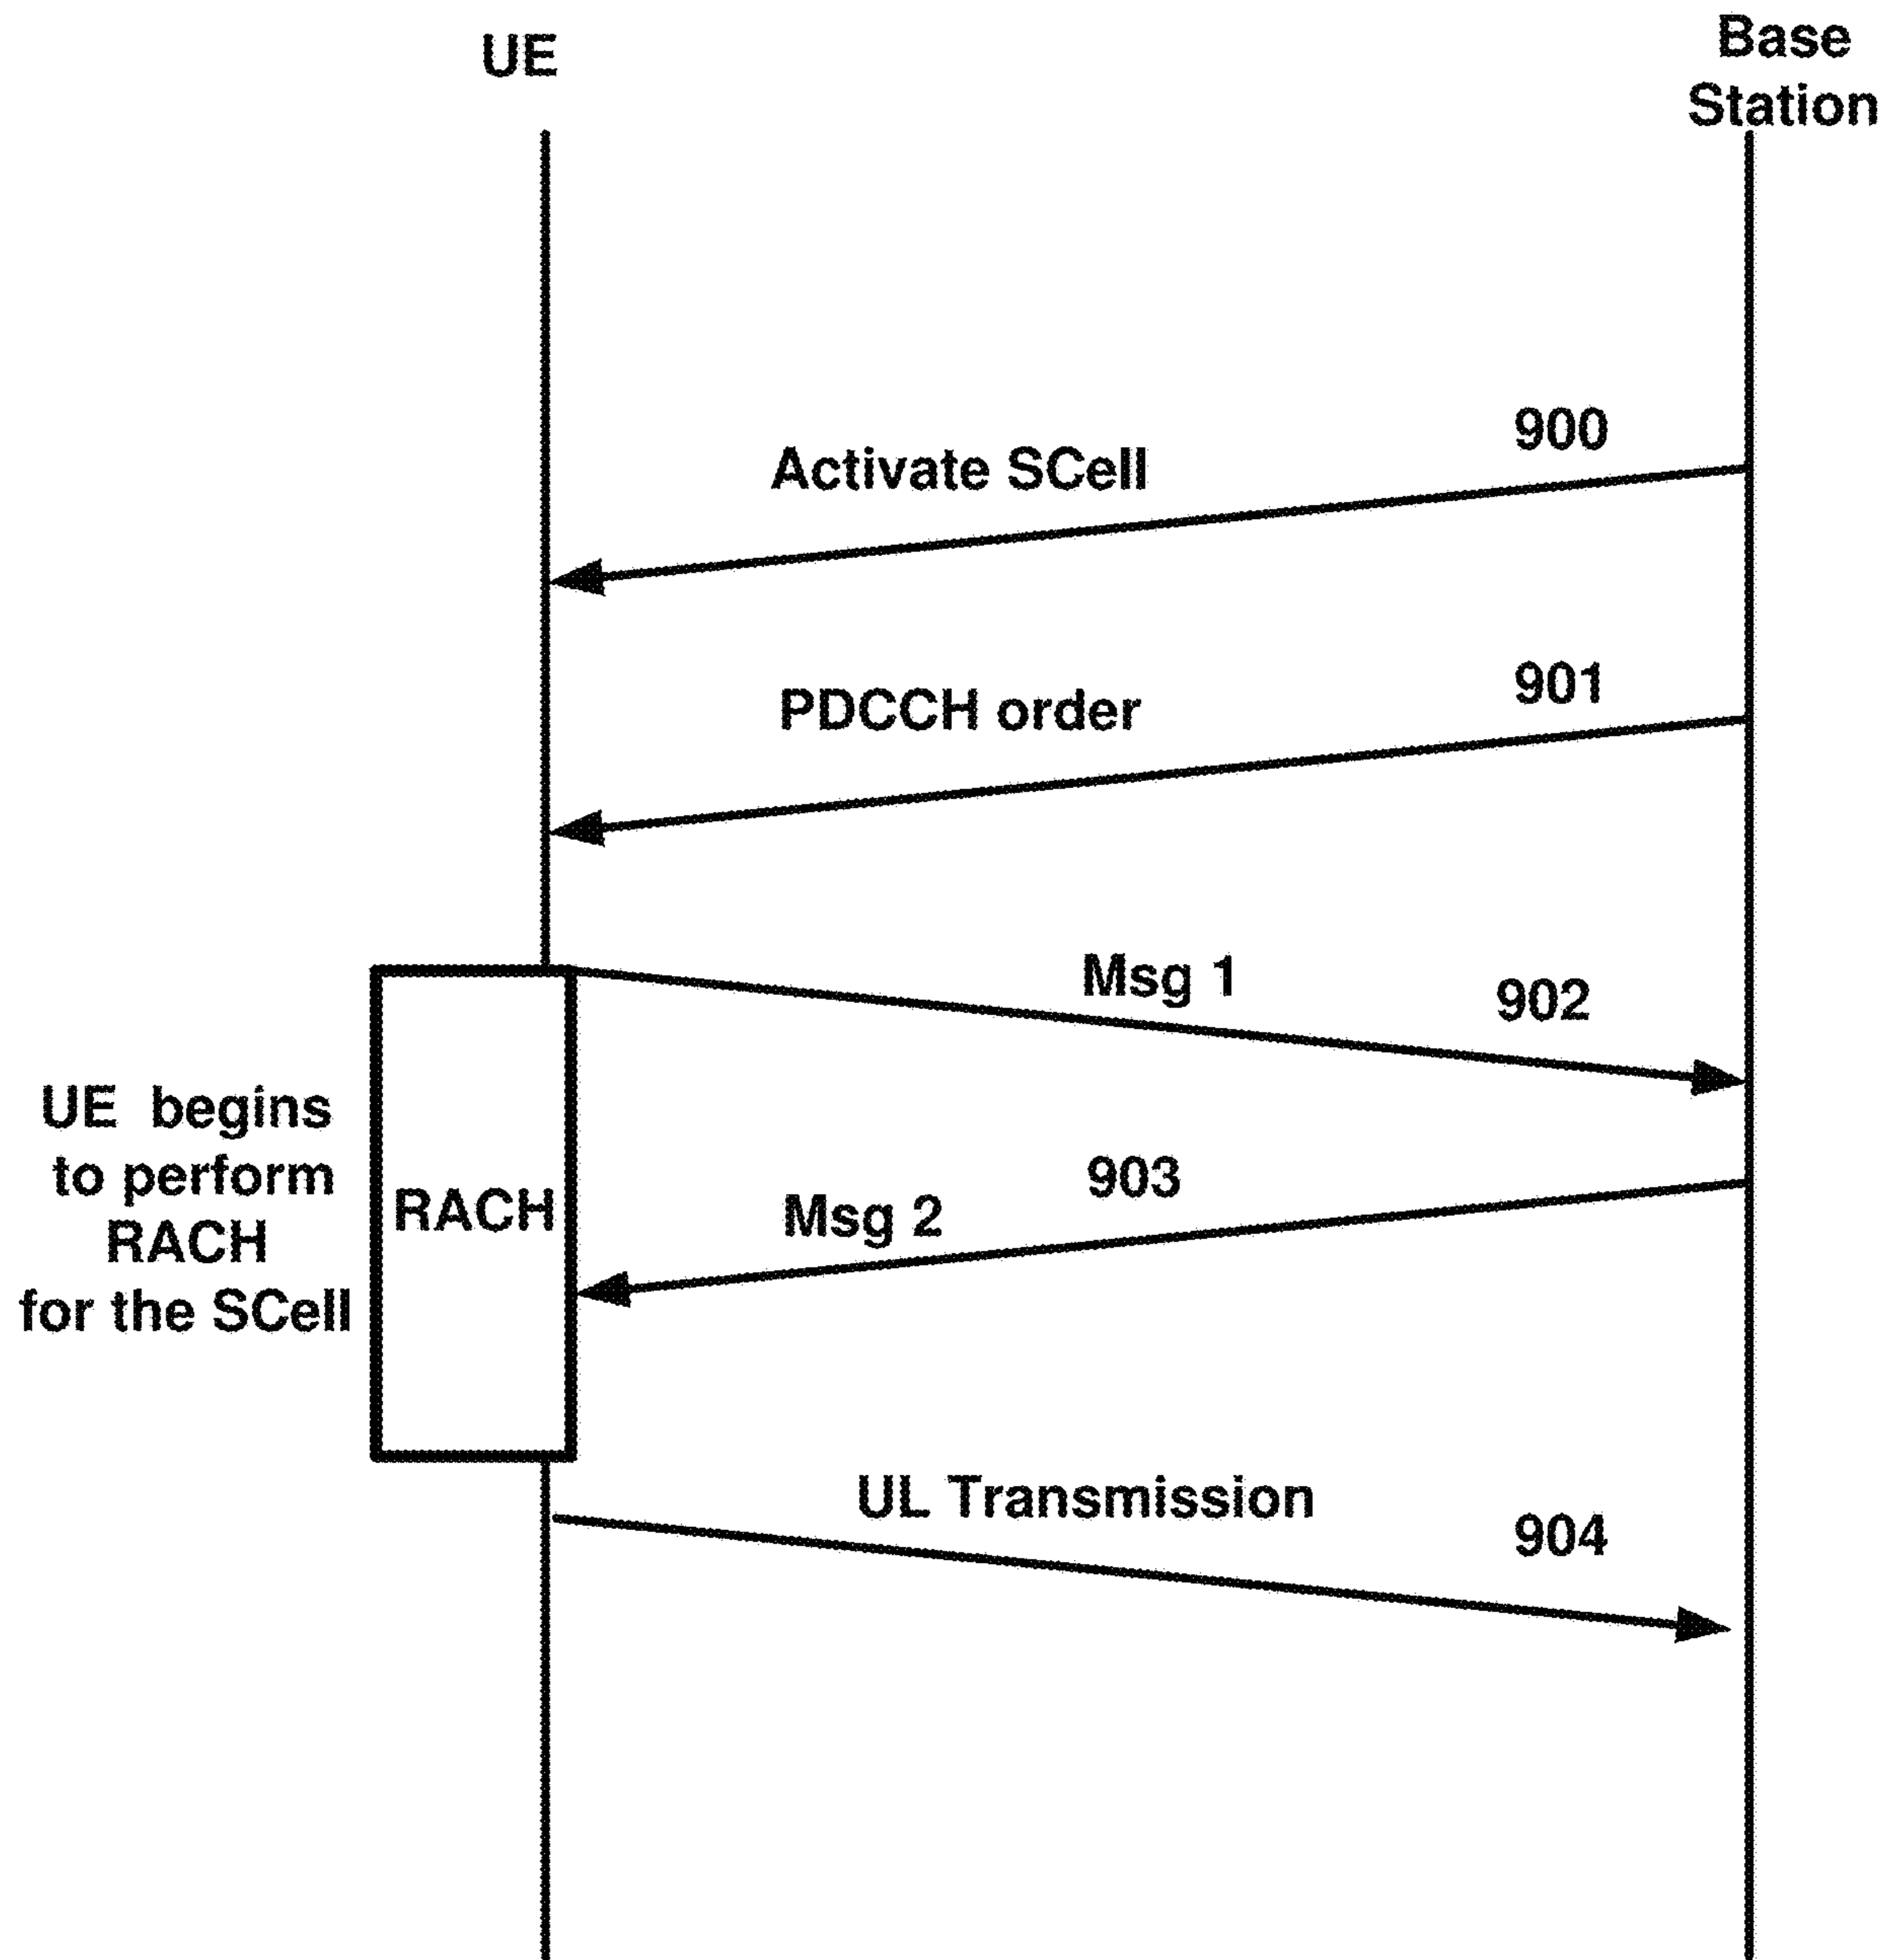 UE
Base
Station
900
Activate SCell
901
PDCCH order
Msg 1
902
UE begins
to perform
RACH
for the SCell
RACH
903
Msg 2
UL Transmission
904